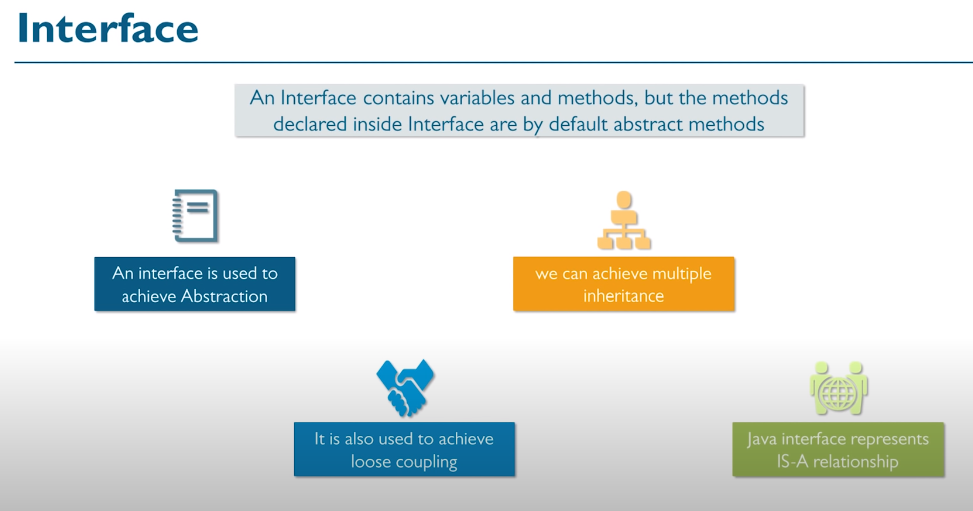 Interface
An Interface contains variables and methods, but the methods
declared inside Interface are by default abstract methods
An interface is used to
achieve Abstraction
we can achieve multiple
inheritance
It is also used to achieve
loose coupling
Java interface represents
IS-A relationship